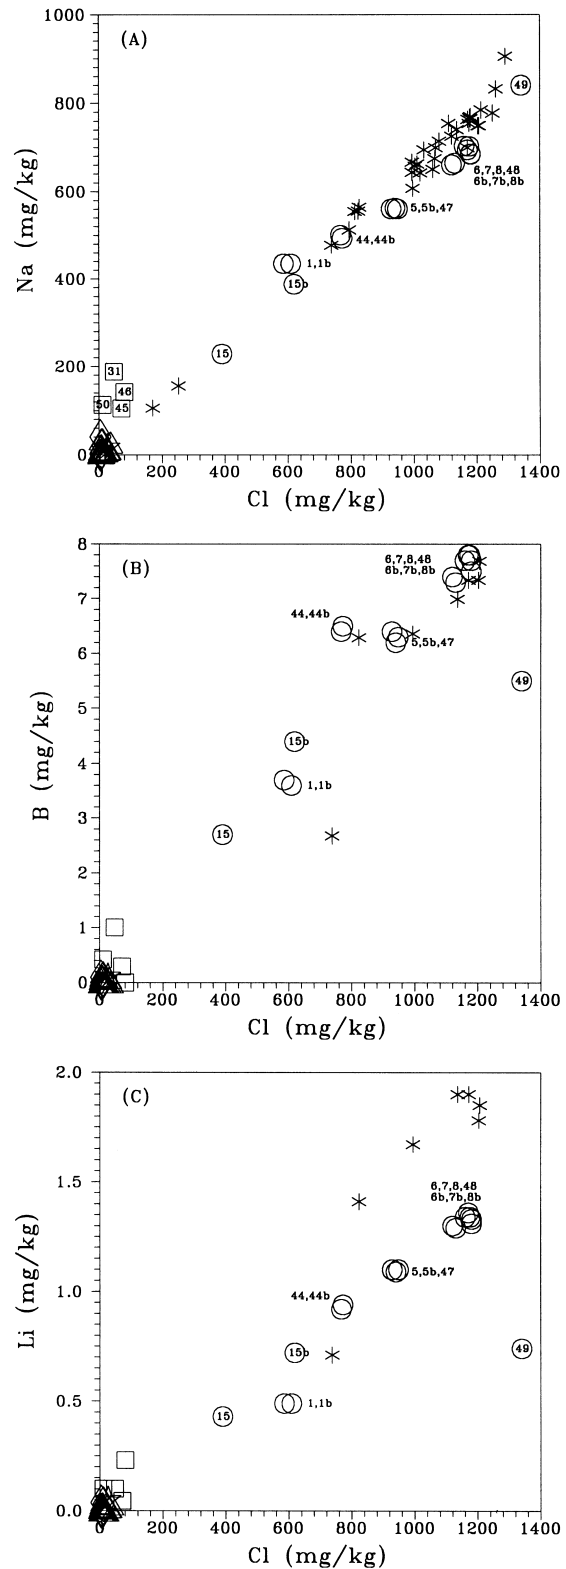 1000
(A)
49
800
6,7,8,48
6b,7b,8b
600
5,5b,47
44,44b
Na (mg/kg)
400
1,1b
15b
15
200
31
46
50
45
0
0 200 400 600 800 1000 1200 1400
Cl (mg/kg)
8
(B)
6,7,8,48
6b,7b,8b
7
44,44b
6
5,5b,47
49
5
15b
B (mg/kg)
4
1,1b
3
15
2
1
0
0 200 400 600 800 1000 1200 1400
Cl (mg/kg)
2.0
(C)
1.5
6,7,8,48
6b,7b,8b
5,5b,47
Li (mg/kg)
1.0
44,44b
15b
49
0.5
1,1b
15
0.0
0 200 400 600 800 1000 1200 1400
Cl (mg/kg)